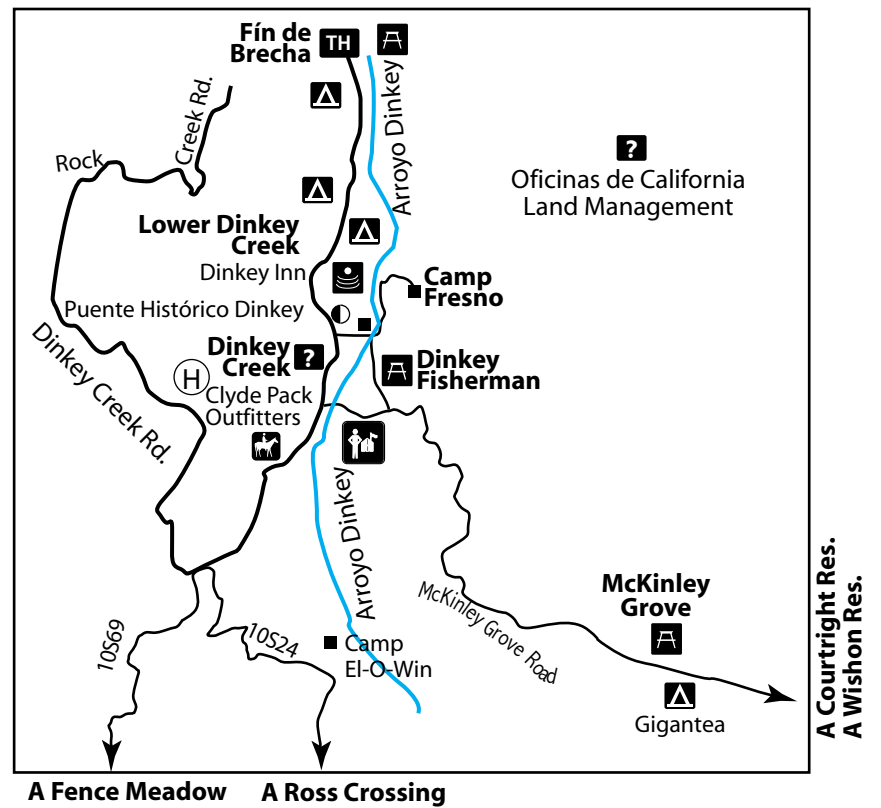 Fín de
Brecha
TH
Arroyo Dinkey
Creek Rd.
Rock
?
Oficinas de California
Land Management
Lower Dinkey
Creek
Dinkey Inn
Camp
Fresno
Puente Histórico Dinkey
Dinkey
Creek
?
Dinkey
Fisherman
Dinkey Creek Rd.
H
Clyde Pack
Outfitters
Arroyo Dinkey
McKinley Grove Road
McKinley
Grove
10S69
10S24
Camp
El-O-Win
Gigantea
A Courtright Res.
A Wishon Res.
A Fence Meadow
A Ross Crossing